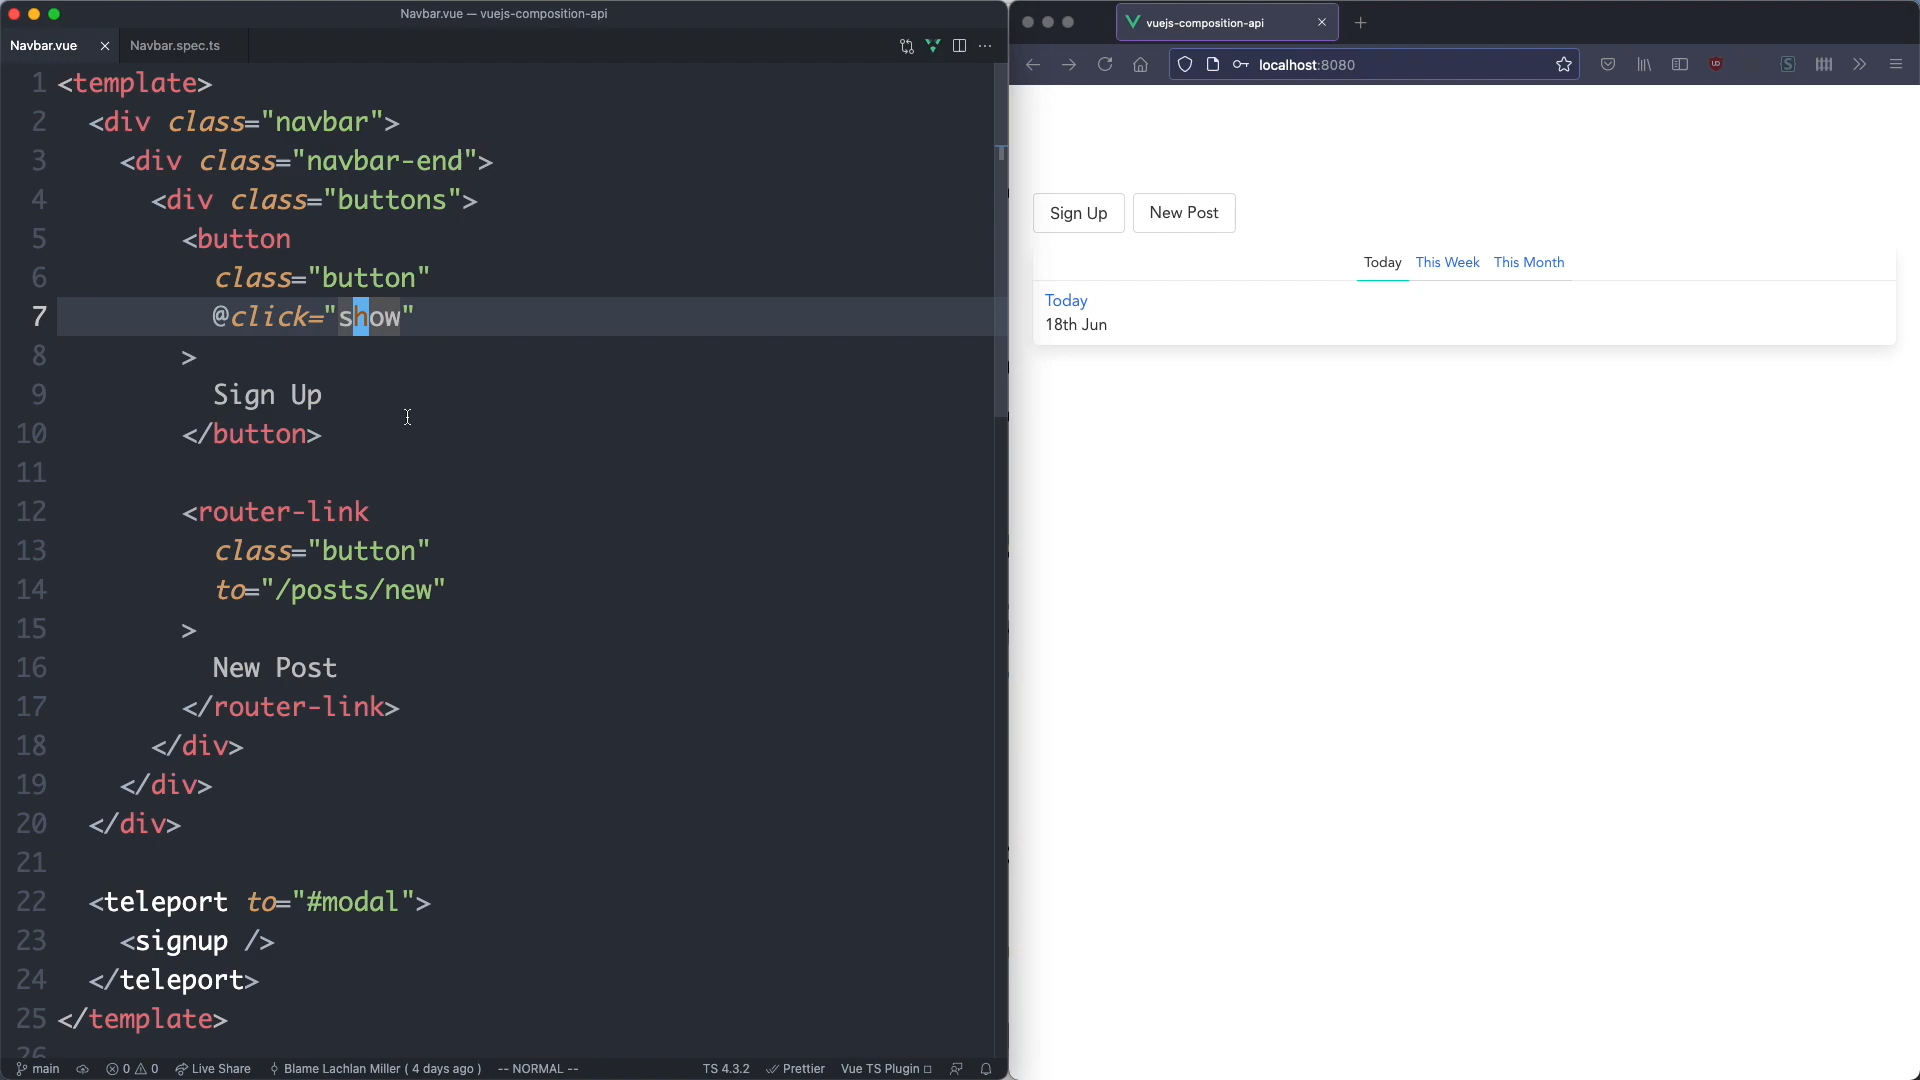 Navbar.vue — vuejs-composition-api
Navbar.vue
Navbar.spec.ts
1 <template>
2 <div class="navbar">
3 <div class="navbar-end">
4 <div class="buttons">
5 <button
6 class="button"
7 @click="show"
8 >
9 Sign Up
10 </button>
11
12 <router-link
13 class="button"
14 to="/posts/new"
15 >
16 New Post
17 </router-link>
18 </div>
19 </div>
20 </div>
21
22 <teleport to="#modal">
23 <signup />
24 </teleport>
25 </template>
26
main 0 0 Live Share Blame Lachlan Miller ( 4 days ago ) -- NORMAL -- TS 4.3.2 Prettier Vue TS Plugin
vuejs-composition-api
localhost:8080
Sign Up New Post
Today This Week This Month
Today
18th Jun